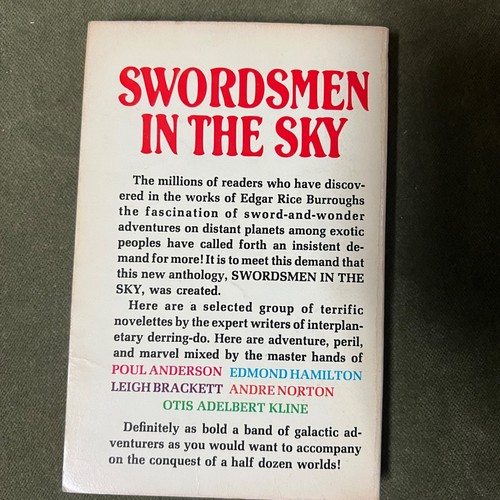 SWORDSMEN
IN THE SKY
The millions of readers who have discov-
ered in the works of Edgar Rice Burroughs
the fascination of sword-and-wonder
adventures on distant planets among exotic
peoples have called forth an insistent de-
mand for more! It is to meet this demand that
this new anthology, SWORDSMEN IN THE
SKY, was created.
Here are a selected group of terrific
novelettes by the expert writers of interplan-
etary derring-do. Here are adventure, peril,
and marvel mixed by the master hands of
POUL ANDERSON EDMOND HAMILTON
LEIGH BRACKETT ANDRE NORTON
OTIS ADELBERT KLINE
Definitely as bold a band of galactic ad-
venturers as you would want to accompany
on the conquest of a half dozen worlds!